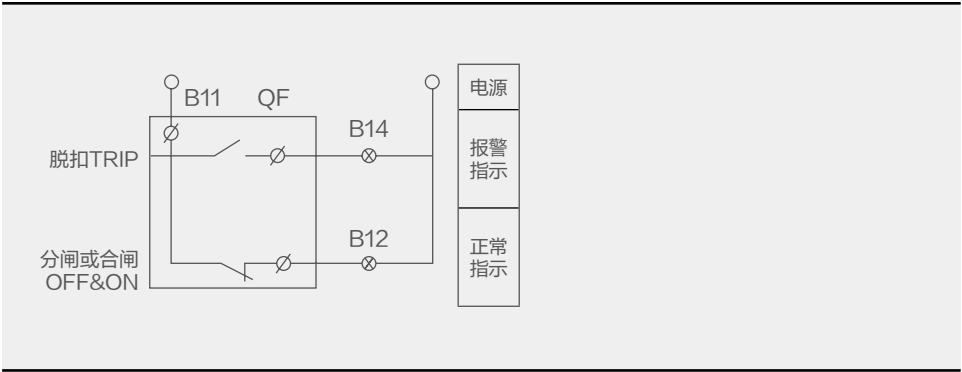 B11
QF
电源
B14
脱扣TRIP
报警
指示
B12
分闸或合闸
OFF&ON
正常
指示